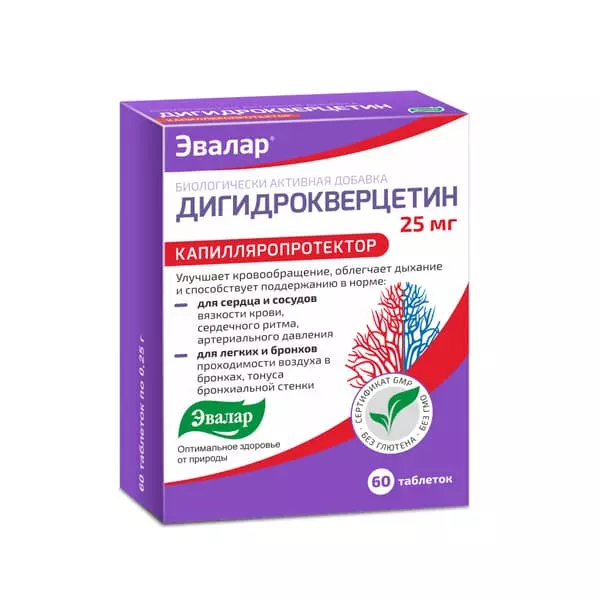 ДИГИДРОКВЕРЦЕТИН
КАПИЛЛЯРОПРОТЕКТОР
Эвалар®
БИОЛОГИЧЕСКИ АКТИВНАЯ ДОБАВКА
ДИГИДРОКВЕРЦЕТИН
25 мг
КАПИЛЛЯРОПРОТЕКТОР
Улучшает кровообращение, облегчает дыхание
и способствует поддержанию в норме:
для сердца и сосудов
вязкости крови,
сердечного ритма,
артериального давления
для легких и бронхов
проходимости воздуха в
бронхах, тонуса
бронхиальной стенки
СЕРТИФИКАТ GMP
БЕЗ ГЛЮТЕНА
БЕЗ ГМО
Эвалар
Оптимальное здоровье
от природы
60 таблеток
60 таблеток по 0,25 г